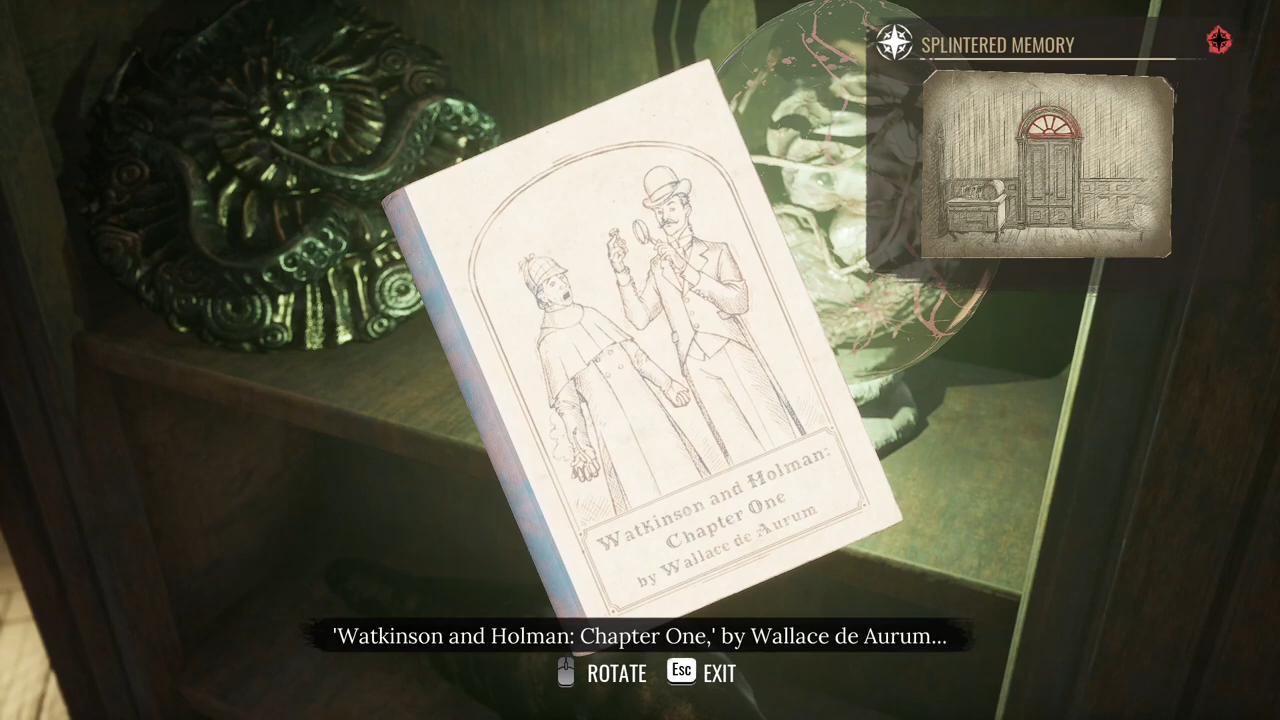 SPLINTERED MEMORY
Watkinson and Holman:
Chapter One
by Wallace de Aurum
'Watkinson and Holman: Chapter One,' by Wallace de Aurum...
ROTATE Esc EXIT